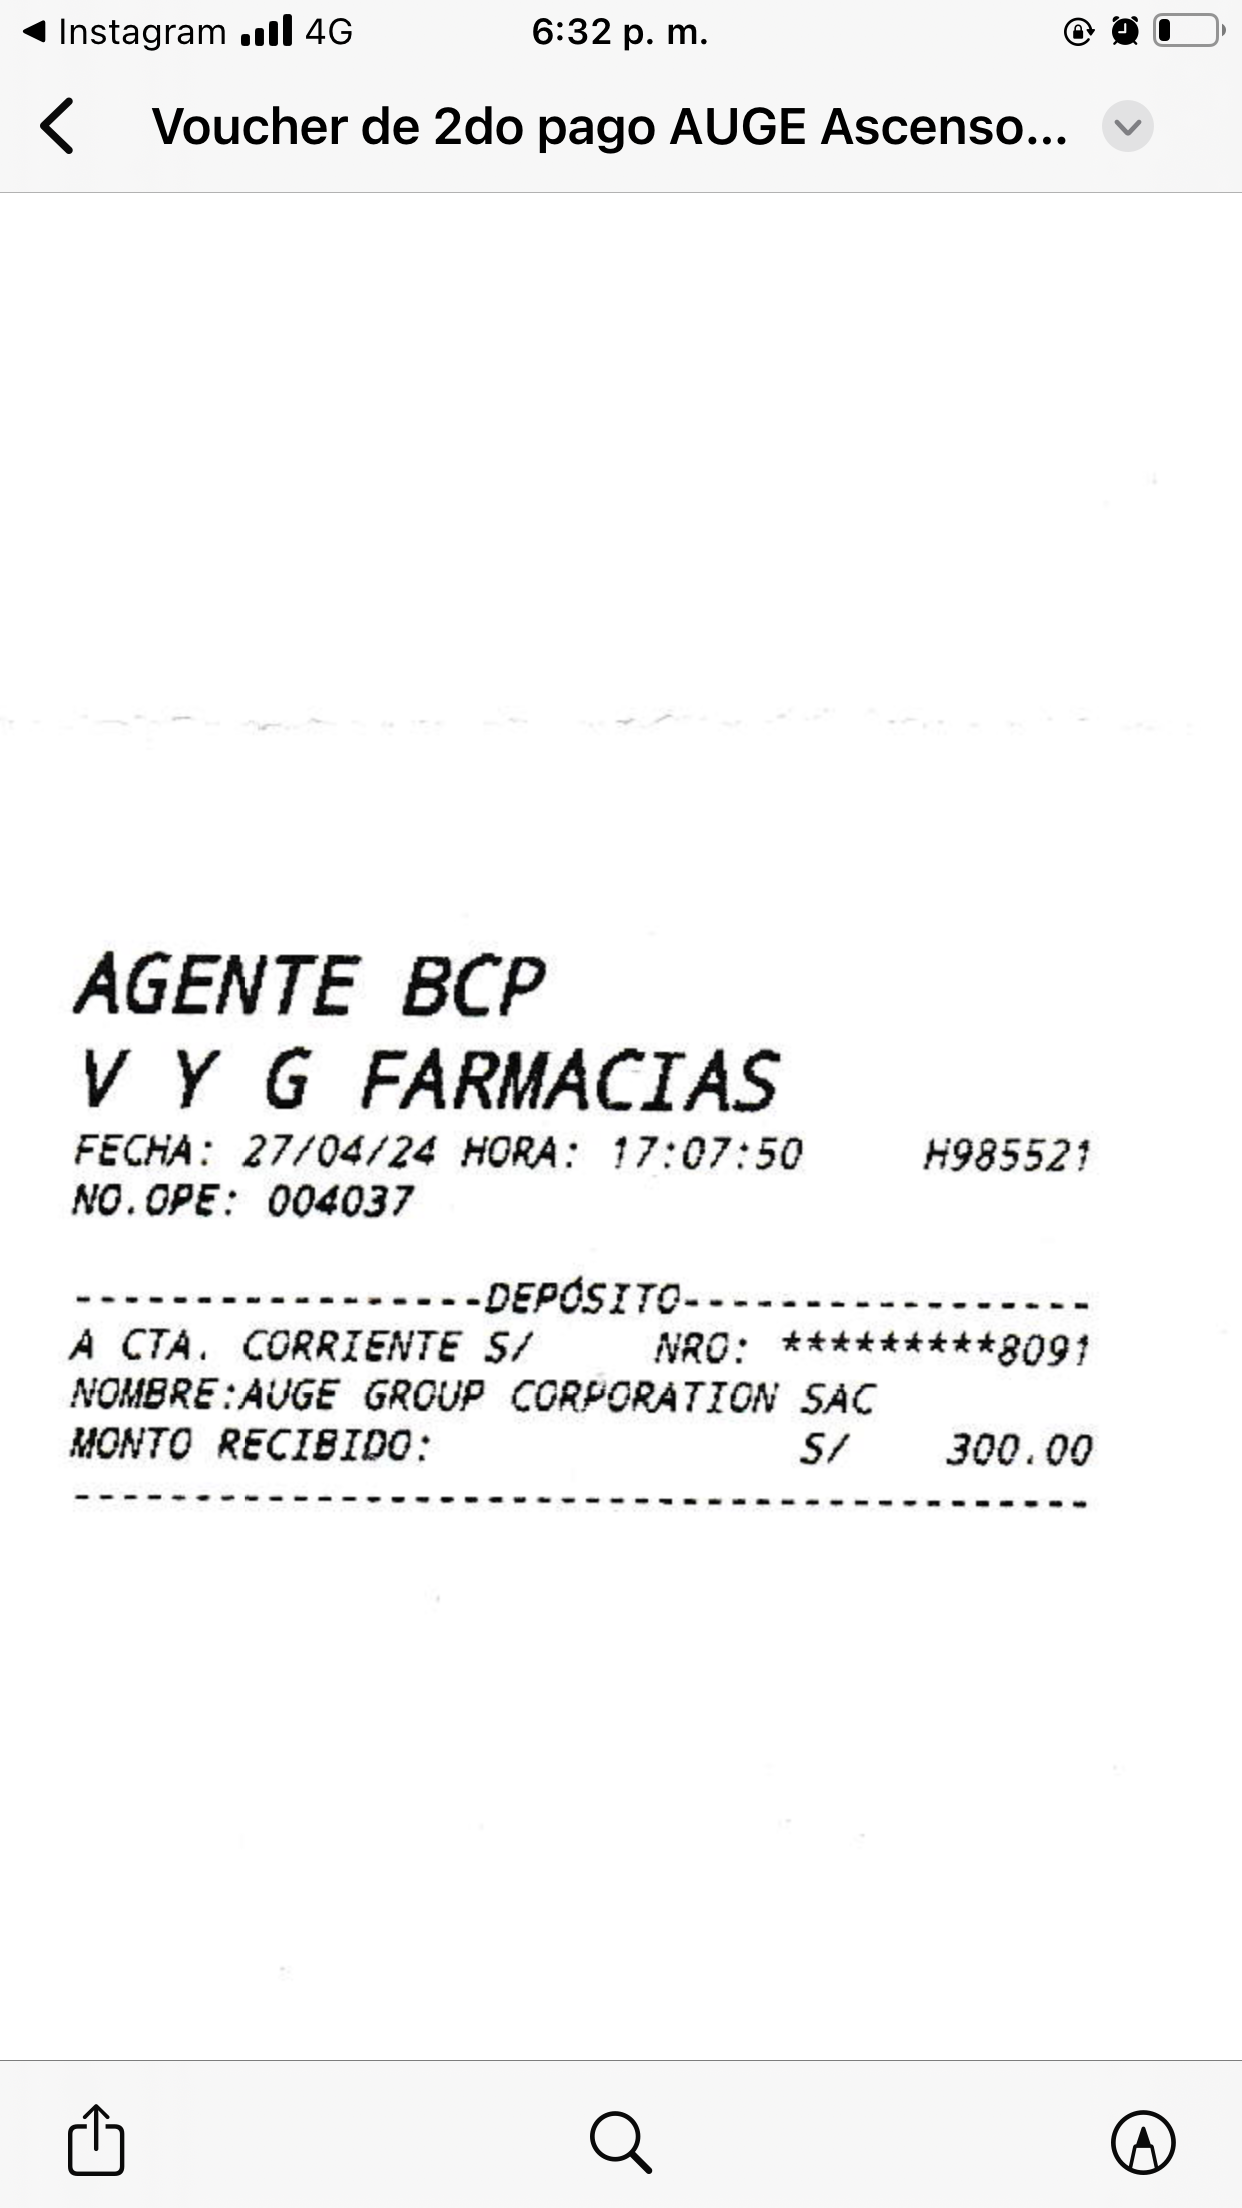 Instagram 4G 6:32 p. m.
Voucher de 2do pago AUGE Ascenso...
AGENTE BCP
V Y G FARMACIAS
FECHA: 27/04/24 HORA: 17:07:50 H985521
NO.OPE: 004037
-----------------DEPÓSITO-----------------
A CTA. CORRIENTE S/ NRO: *********8091
NOMBRE:AUGE GROUP CORPORATION SAC
MONTO RECIBIDO: S/ 300.00
------------------------------------------